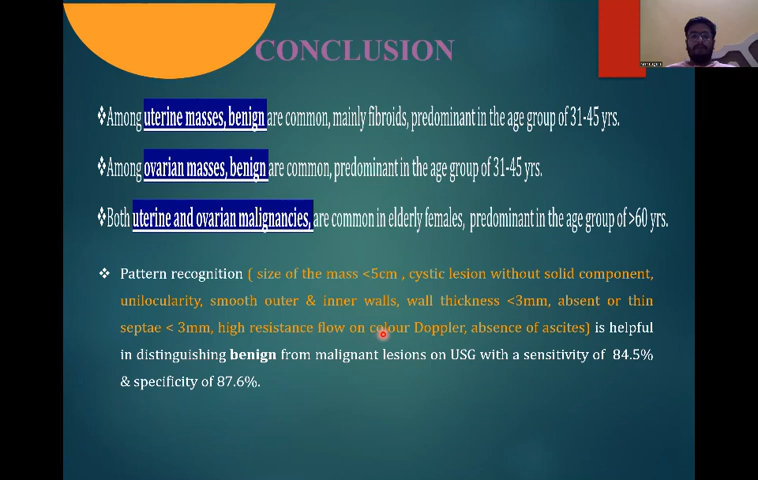 CONCLUSION
❖Among uterine masses, benign are common, mainly fibroids, predominant in the age group of 31-45 yrs.
❖Among ovarian masses, benign are common, predominant in the age group of 31-45 yrs.
❖Both uterine and ovarian malignancies, are common in elderly females, predominant in the age group of >60 yrs.
❖ Pattern recognition ( size of the mass <5cm , cystic lesion without solid component,
unilocularity, smooth outer & inner walls, wall thickness <3mm, absent or thin
septae < 3mm, high resistance flow on colour Doppler, absence of ascites) is helpful
in distinguishing benign from malignant lesions on USG with a sensitivity of 84.5%
& specificity of 87.6%.